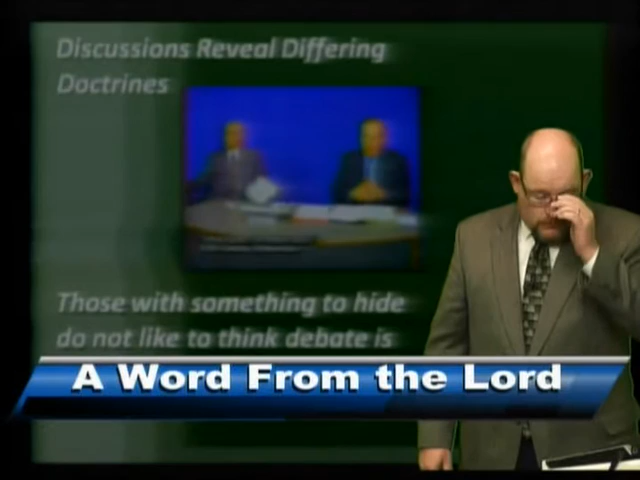 Discussions Reveal Differing
Doctrines
Those with something to hide
do not like to think debate is
A Word From the Lord